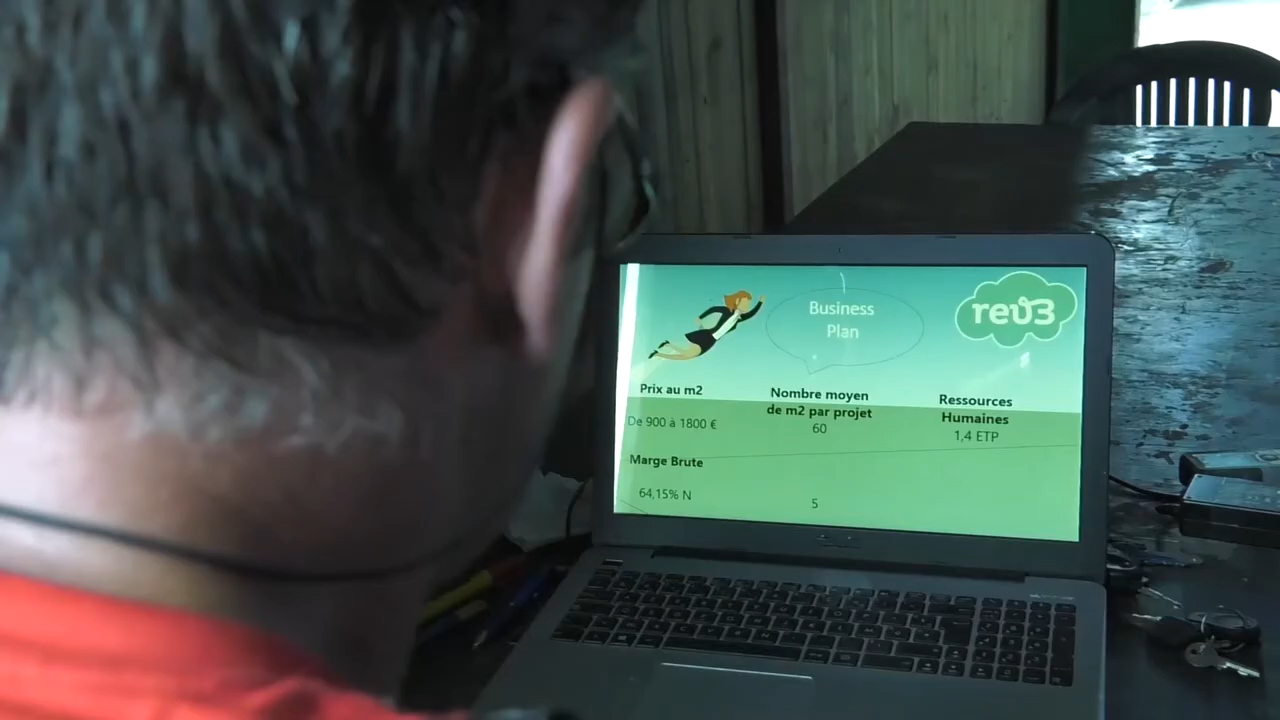 Business
Plan
rev3
Prix au m2
De 900 à 1800 €
Nombre moyen
de m2 par projet
60
Ressources
Humaines
1,4 ETP
Marge Brute
64,15% N
5